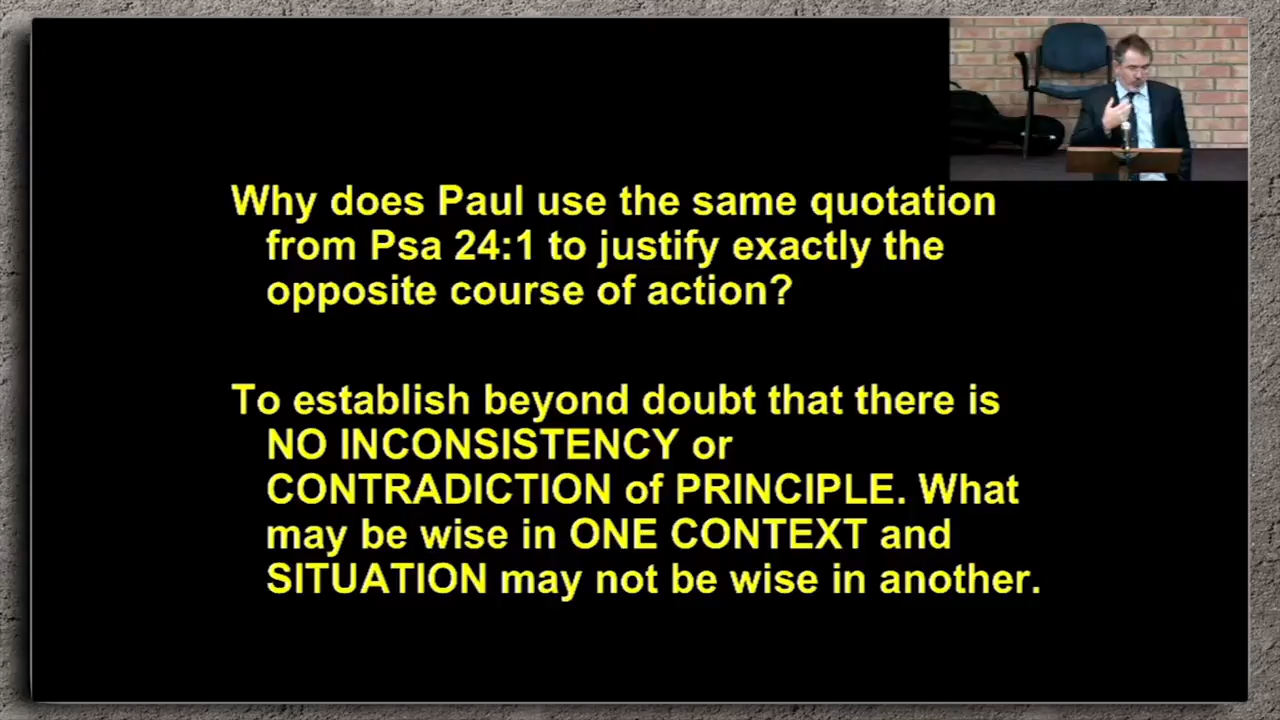 Why does Paul use the same quotation
from Psa 24:1 to justify exactly the
opposite course of action?
To establish beyond doubt that there is
NO INCONSISTENCY or
CONTRADICTION of PRINCIPLE. What
may be wise in ONE CONTEXT and
SITUATION may not be wise in another.